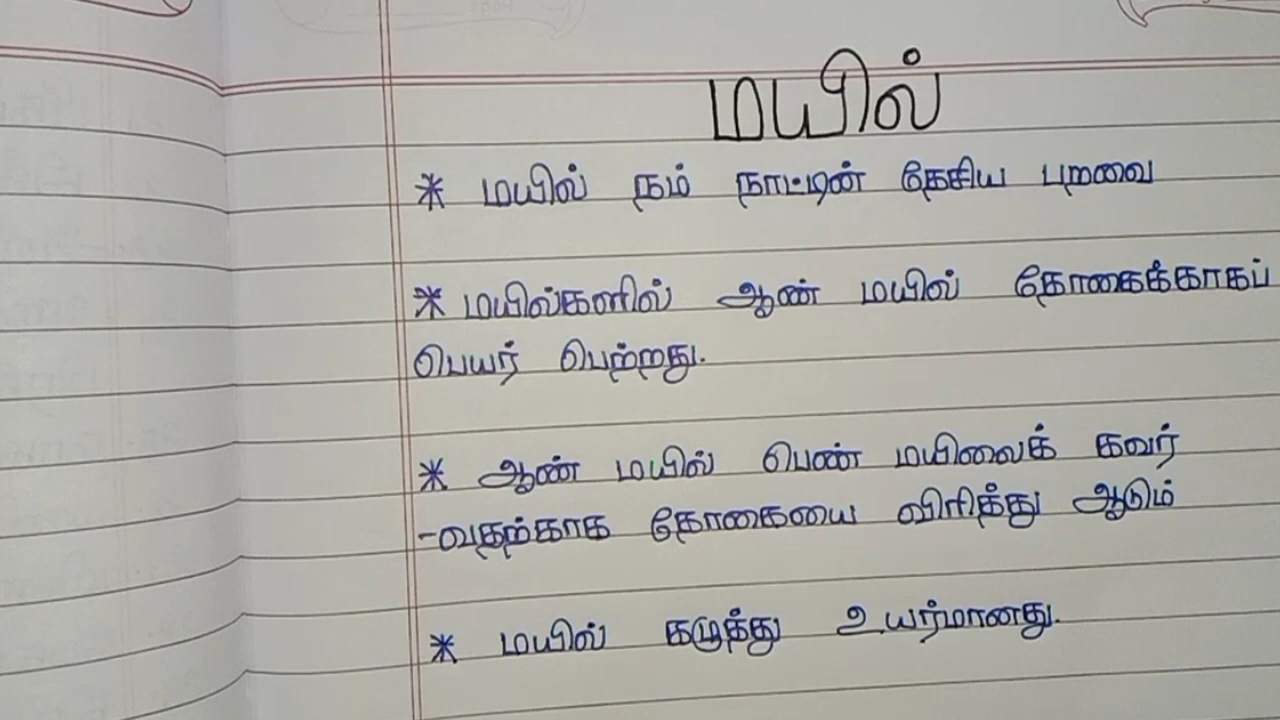 மயில்
* மயில் நம் நாட்டின் தேசிய பறவை
* மயில்களில் ஆண் மயில் தோகைக்காகப்
பெயர் பெற்றது.
* ஆண் மயில் பெண் மயிலைக் கவர்
-வதற்காக தோகையை விரித்து ஆடும்
* மயில் கழுத்து உயர்மானது.